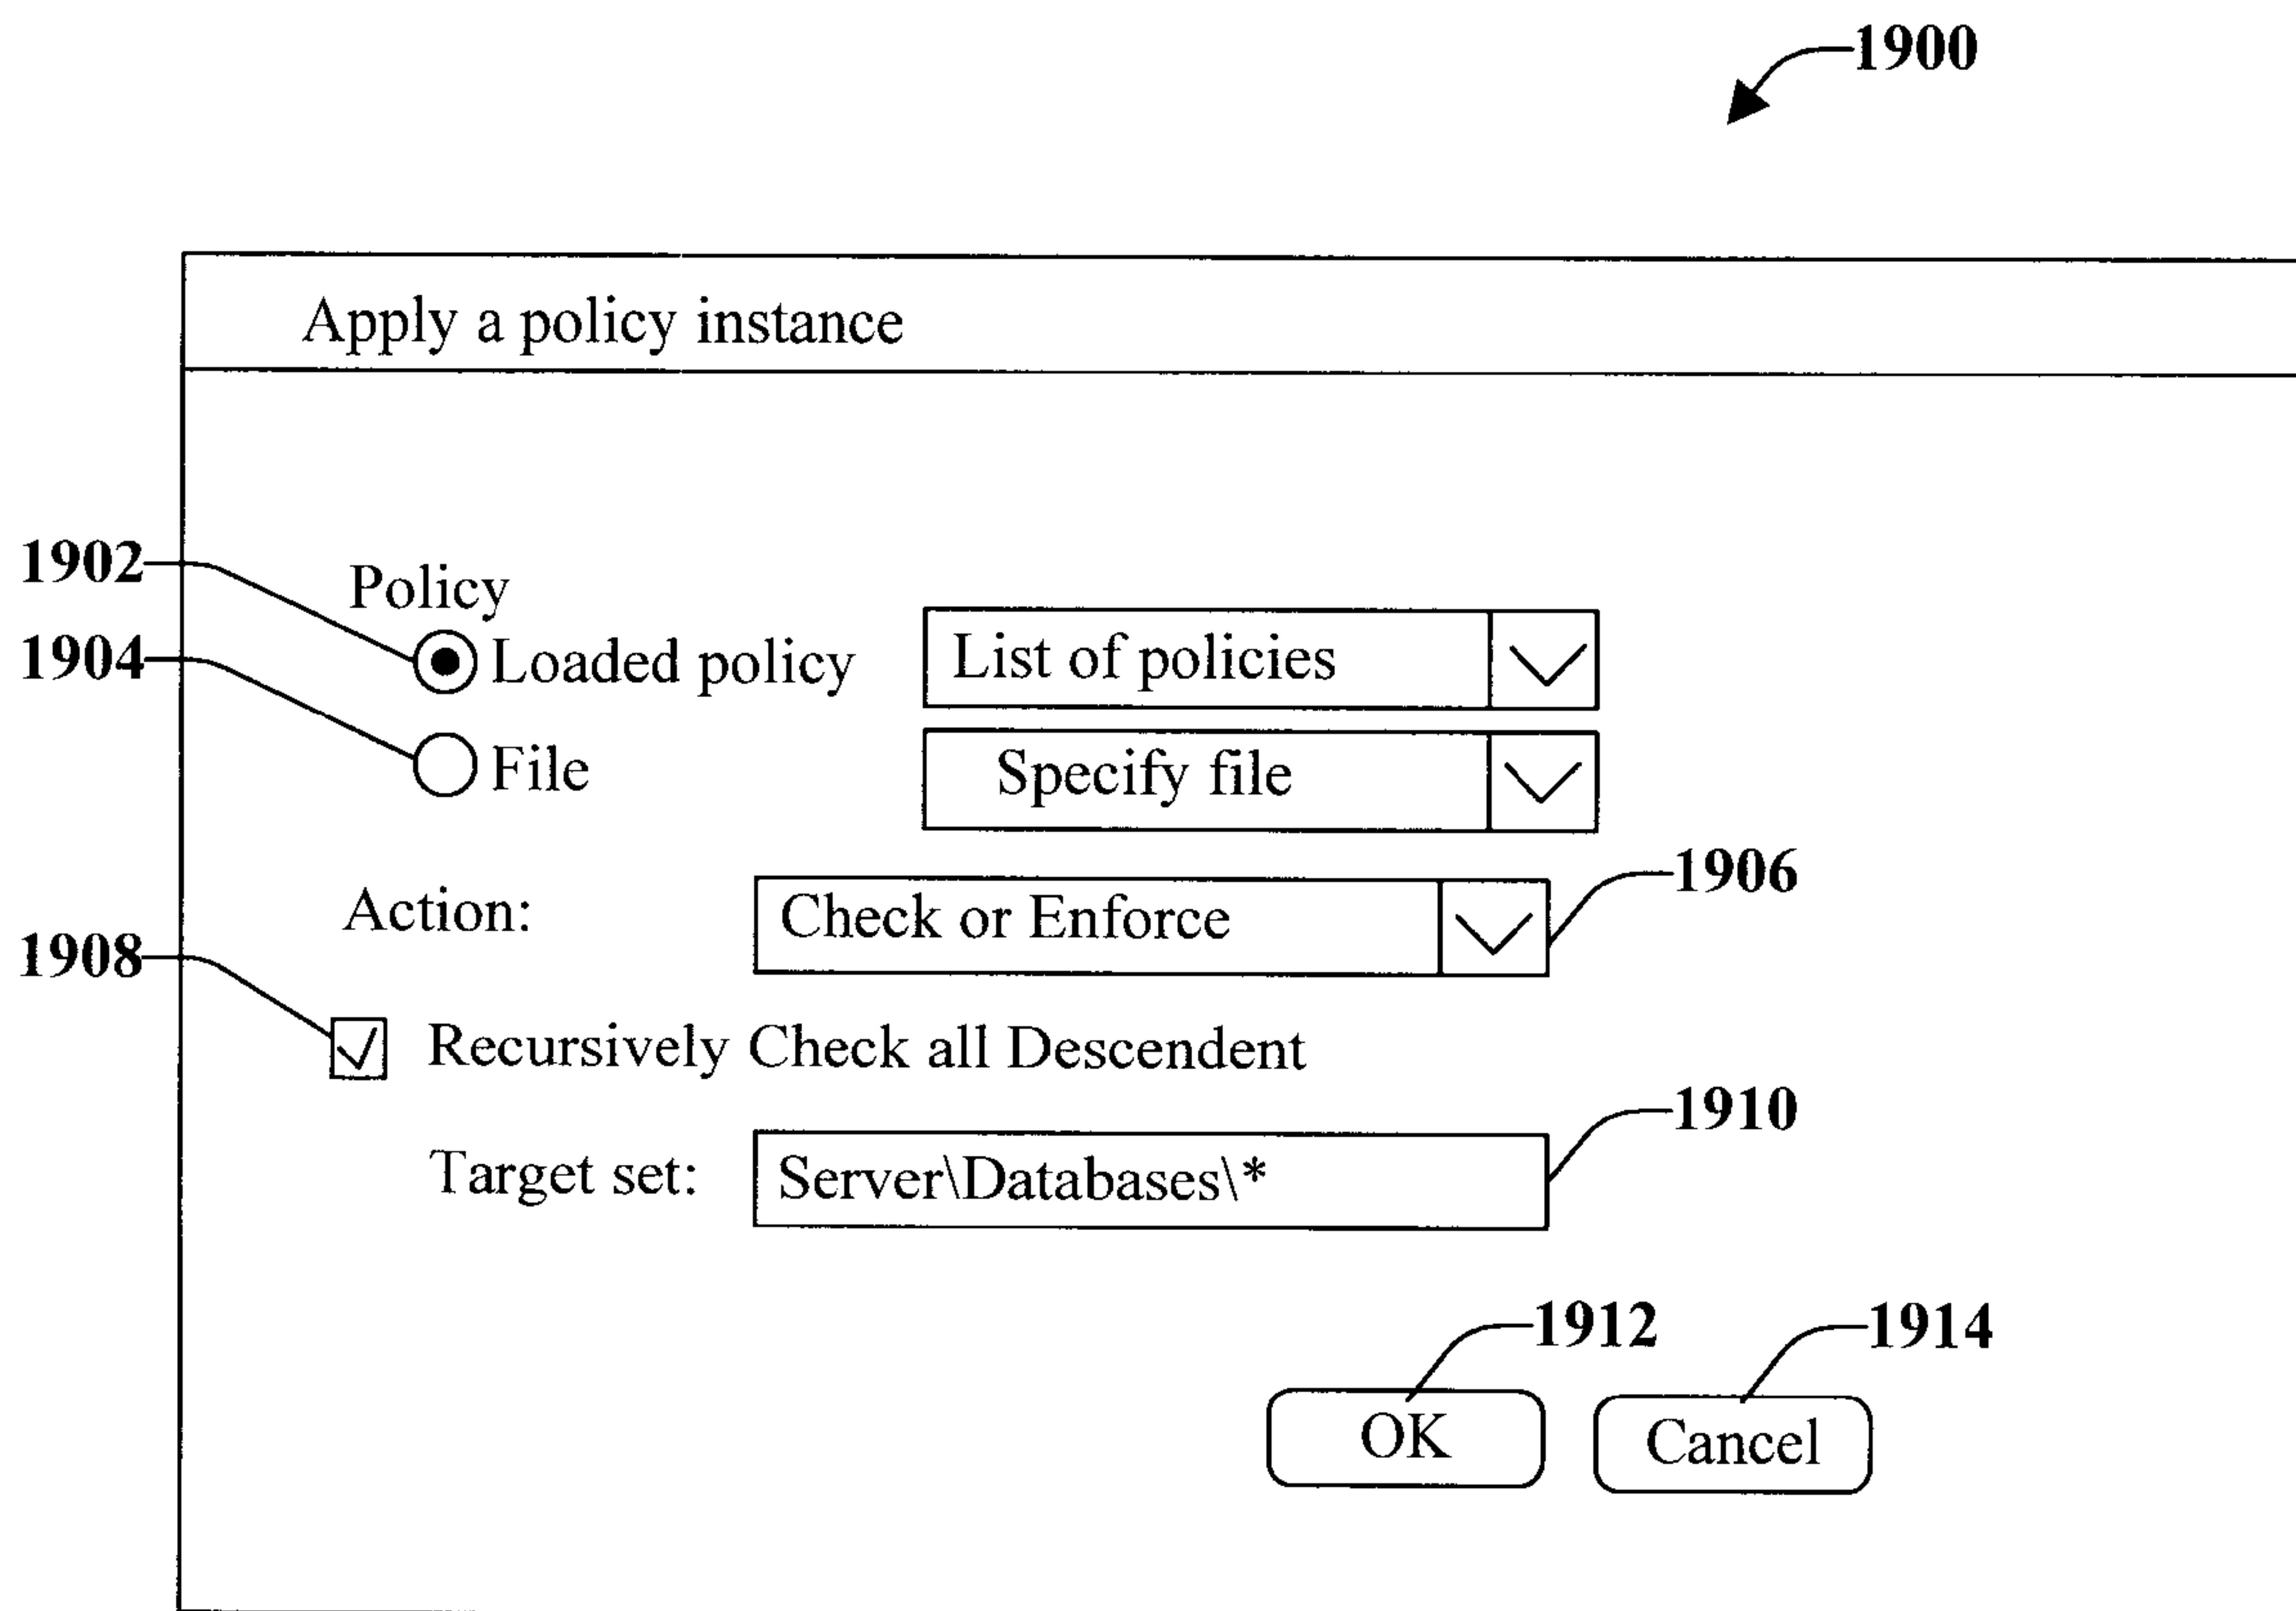 1900
Apply a policy instance
1902
Policy
1904
Loaded policy
List of policies
File
Specify file
1906
Action:
Check or Enforce
1908
Recursively Check all Descendent
1910
Target set:
Server\Databases\*
1912
1914
OK
Cancel